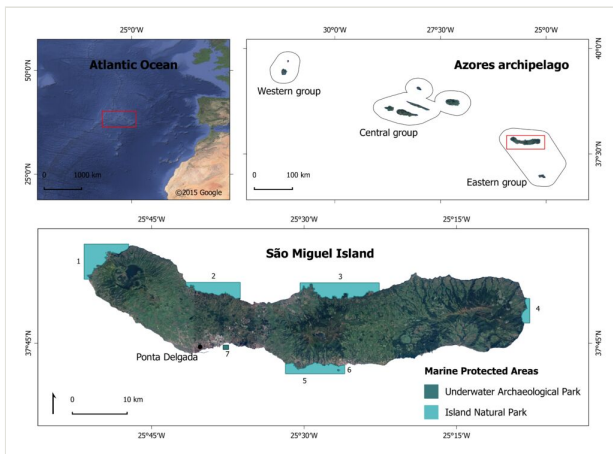 25°0'W
50°0'N
25°0'N
Atlantic Ocean
0 1000 km
©2015 Google
30°0'W
27°30'W
40°0'N
37°30'N
Azores archipelago
Western group
Central group
Eastern group
0 100 km
25°45'W
25°30'W
25°15'W
São Miguel Island
1
2
3
4
37°45'N
37°45'N
Ponta Delgada
7
5
6
Marine Protected Areas
Underwater Archaeological Park
Island Natural Park
0 10 km
25°45'W
25°30'W
25°15'W